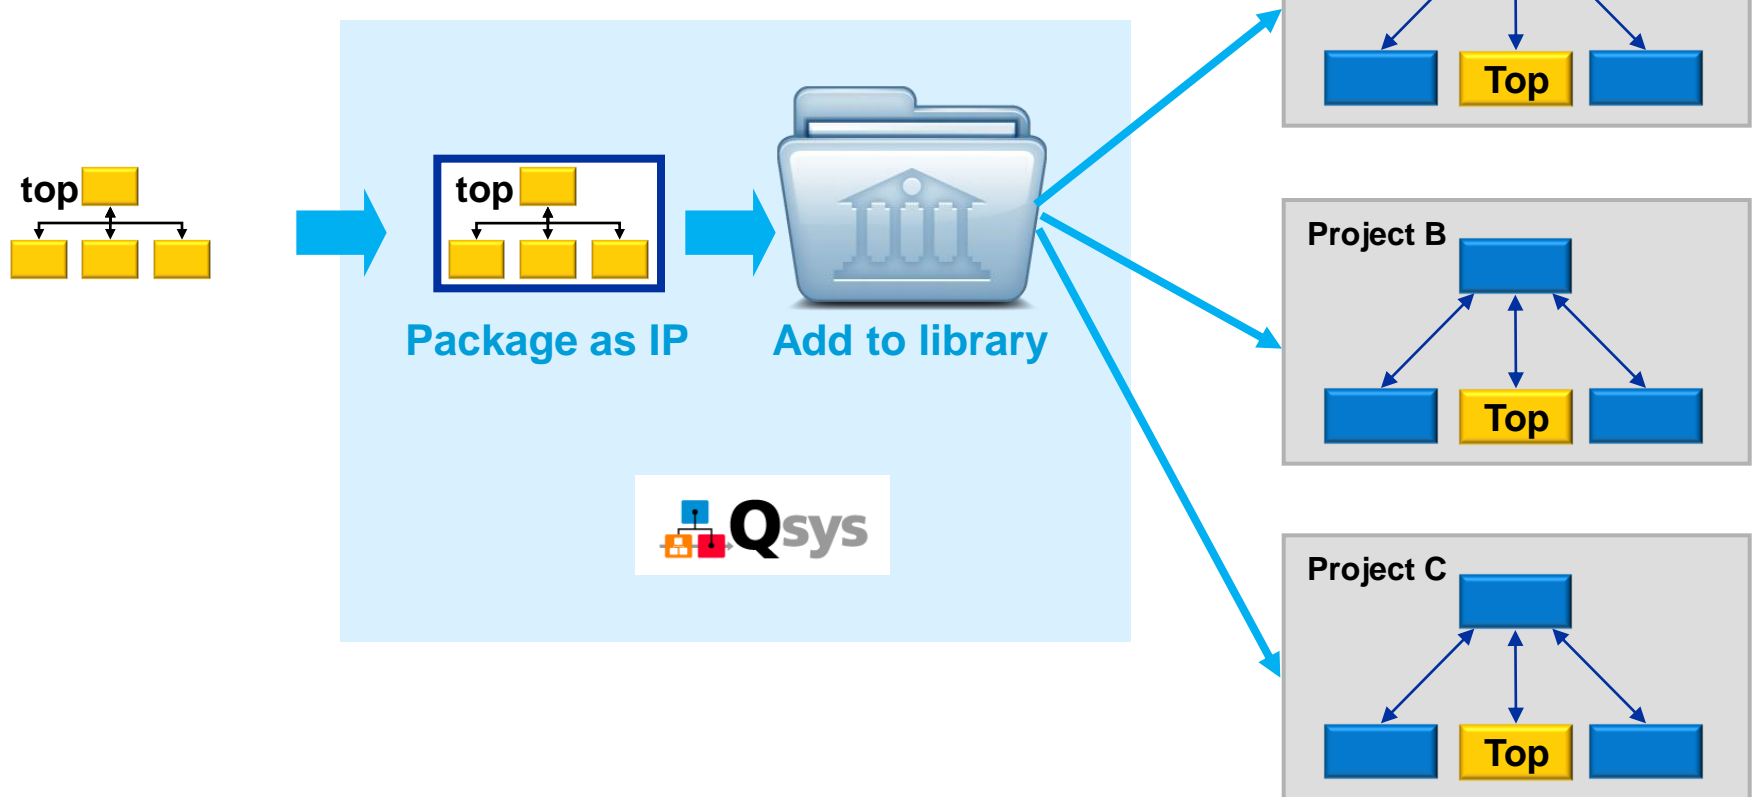 Top
top
top
Package as IP
Add to library
Project B
Top
Qsys
Project C
Top